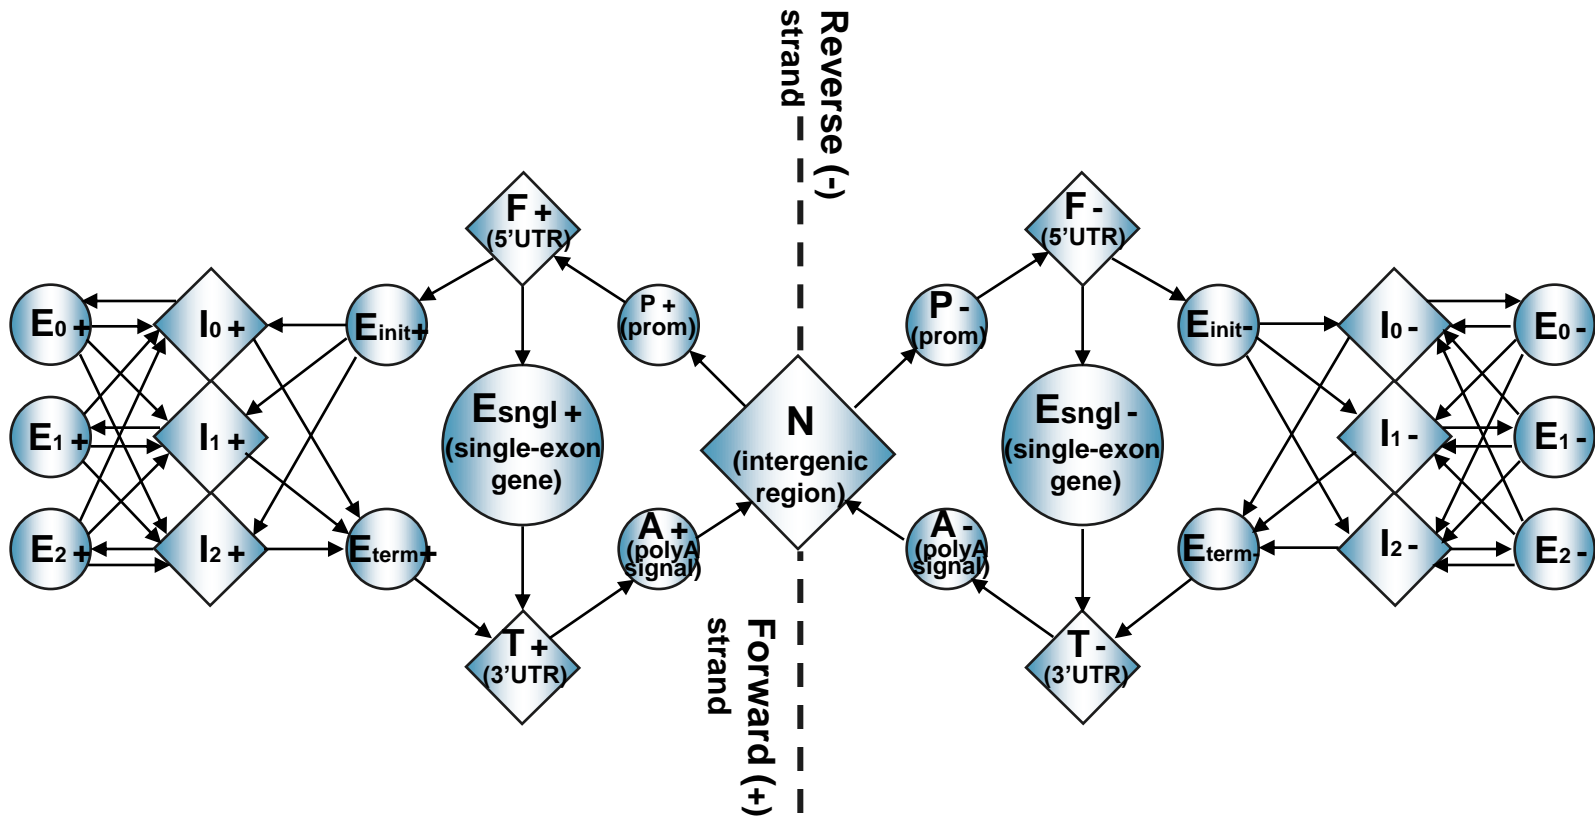 Reverse (-)
strand
F +
(5'UTR)
F -
(5'UTR)
E0 +
I0 +
Einit+
P +
(prom)
P -
(prom)
Einit-
I0 -
E0 -
E1 +
I1 +
Esngl +
(single-exon
gene)
N
(intergenic
region)
Esngl -
(single-exon
gene)
I1 -
E1 -
E2 +
I2 +
Eterm+
A +
(polyA
signal)
A -
(polyA
signal)
Eterm-
I2 -
E2 -
T +
(3'UTR)
T -
(3'UTR)
Forward (+)
strand